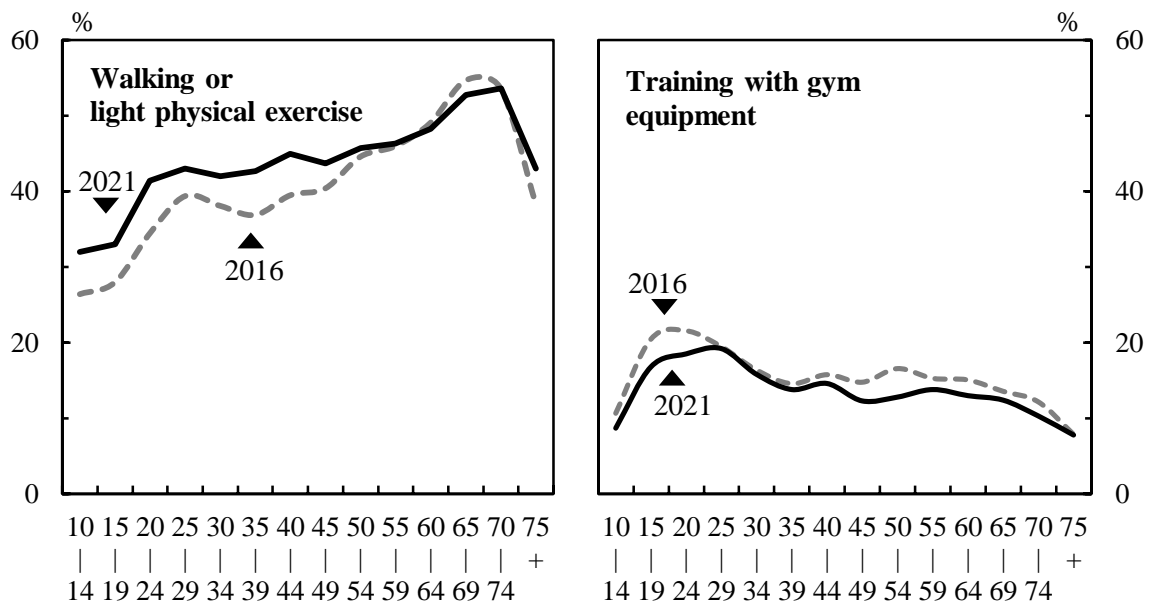 %
60
40
20
0
Walking or
light physical exercise
2021
2016
10 15 20 25 30 35 40 45 50 55 60 65 70 75
| | | | | | | | | | | | | +
14 19 24 29 34 39 44 49 54 59 64 69 74
%
60
40
20
0
Training with gym
equipment
2016
2021
10 15 20 25 30 35 40 45 50 55 60 65 70 75
| | | | | | | | | | | | | +
14 19 24 29 34 39 44 49 54 59 64 69 74